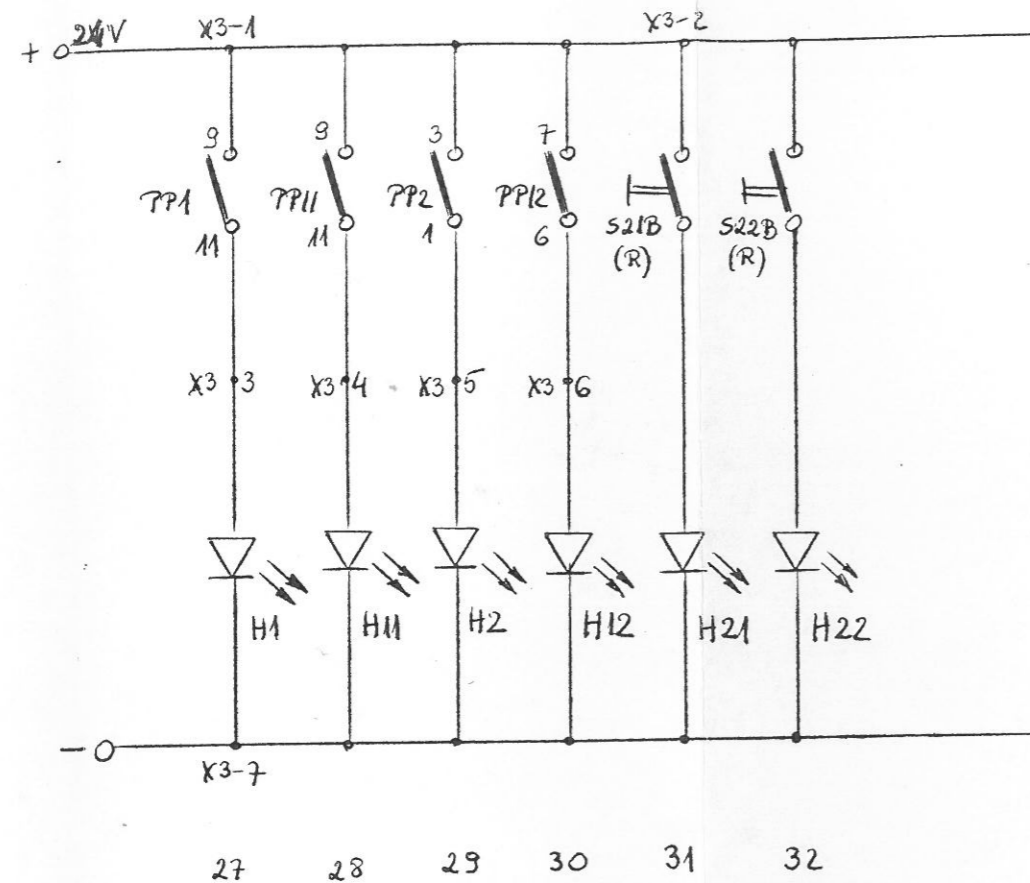 + 24V X3-1 X3-2
9 9 3 7
PP1 PP11 PP2 PP12 S21B S22B
11 11 1 6 (R) (R)
X3 3 X3 4 X3 5 X3 6
H1 H11 H2 H12 H21 H22
−
X3-7
27 28 29 30 31 32